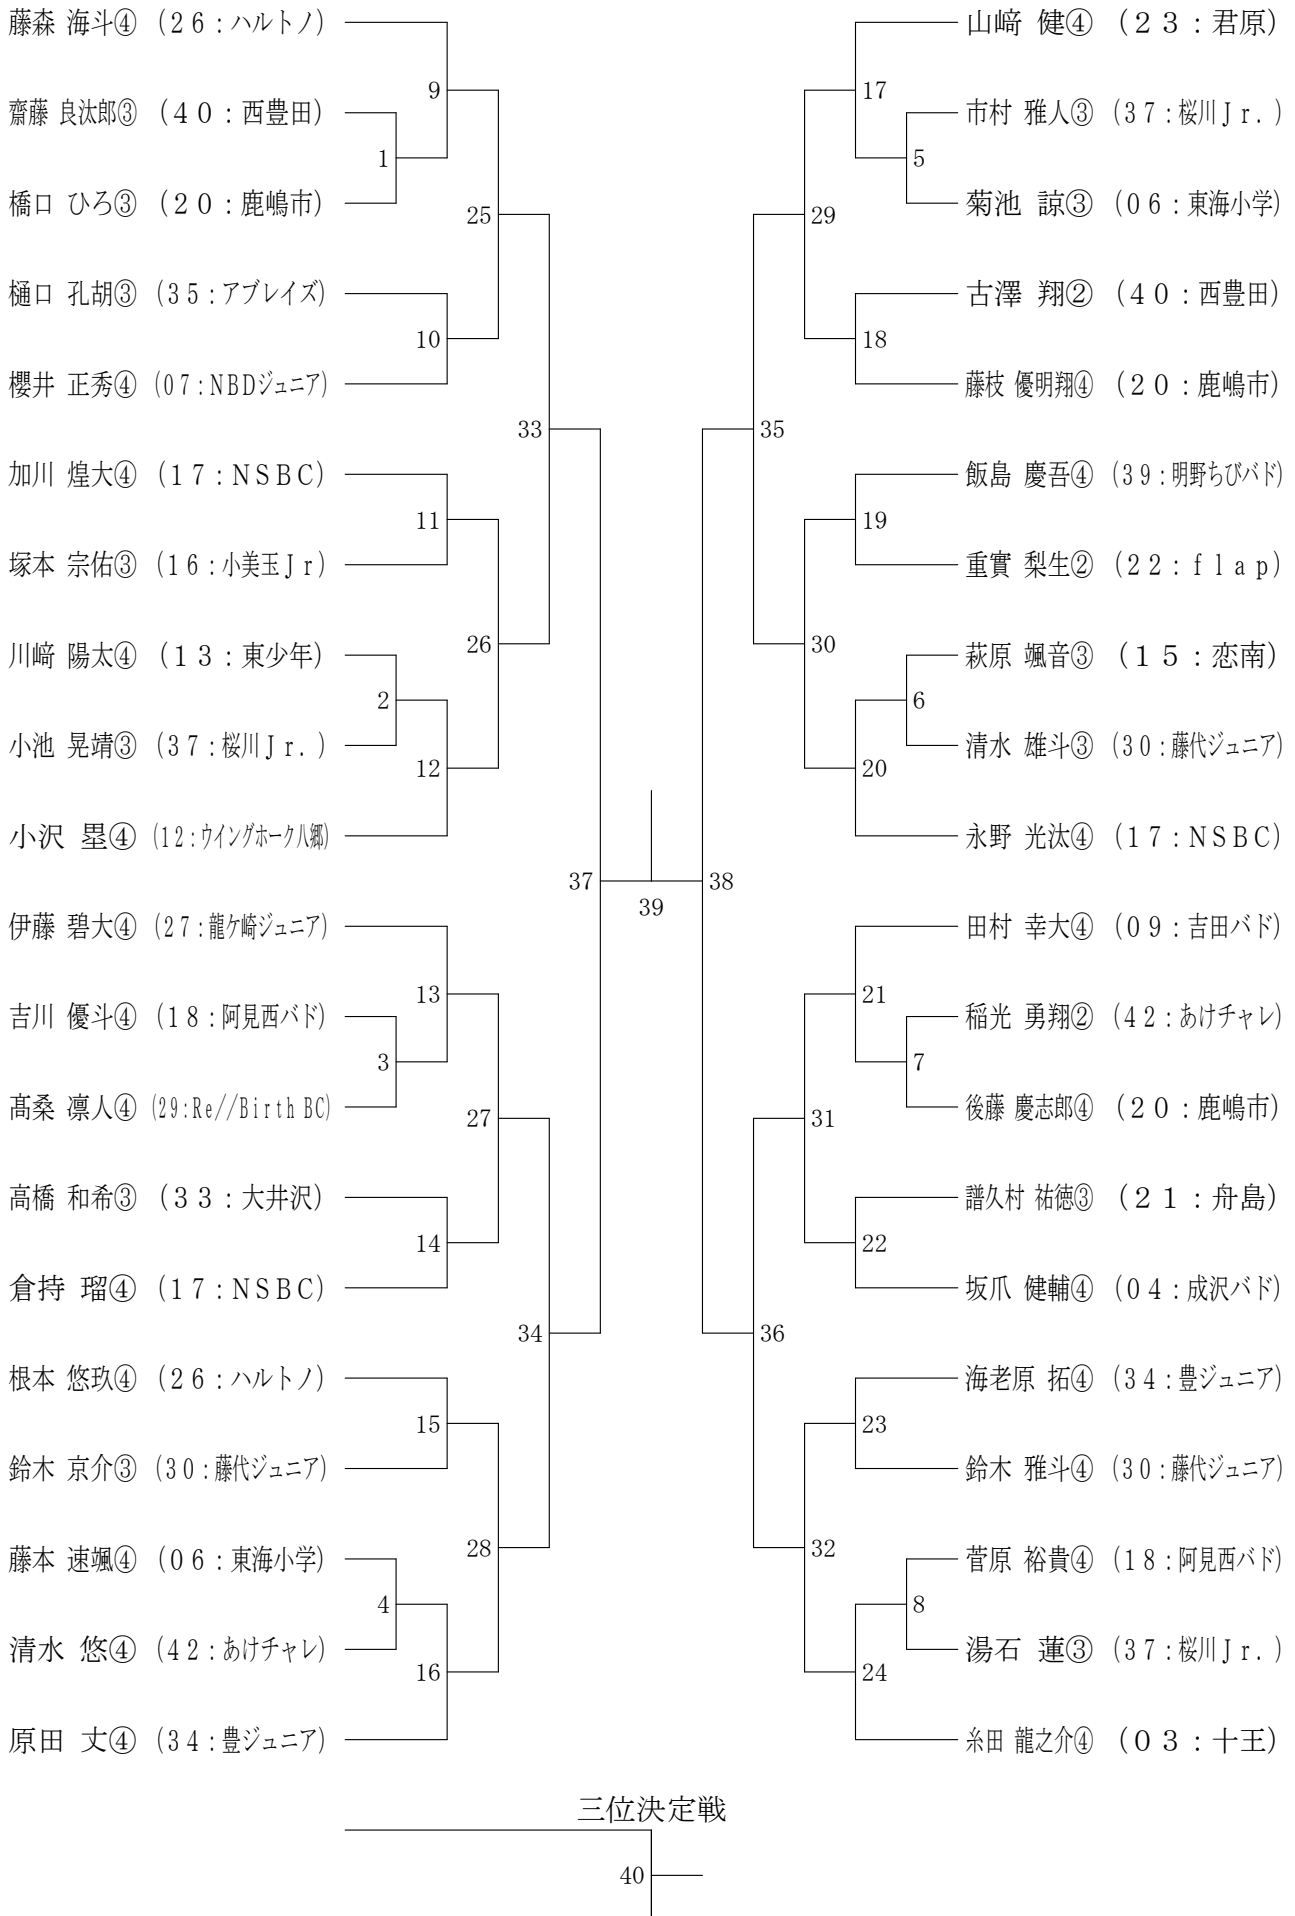 藤森 海斗④ (26:ハルトノ)
齋藤 良汰郎③ (40:西豊田)
橋口 ひろ③ (20:鹿嶋市)
樋口 孔胡③ (35:アブレイズ)
櫻井 正秀④ (07:NBDジュニア)
加川 煌大④ (17:NSBC)
塚本 宗佑③ (16:小美玉Jr)
川﨑 陽太④ (13:東少年)
小池 晃靖③ (37:桜川Jr.)
小沢 塁④ (12:ウイングホーク八郷)
伊藤 碧大④ (27:龍ケ崎ジュニア)
吉川 優斗④ (18:阿見西バド)
髙桑 凛人④ (29:Re//Birth BC)
高橋 和希③ (33:大井沢)
倉持 瑠④ (17:NSBC)
根本 悠玖④ (26:ハルトノ)
鈴木 京介③ (30:藤代ジュニア)
藤本 速颯④ (06:東海小学)
清水 悠④ (42:あけチャレ)
原田 丈④ (34:豊ジュニア)
1
2
3
4
9
10
11
12
13
14
15
16
25
26
27
28
33
34
37
39
38
35
36
29
30
31
32
17
18
19
20
21
22
23
24
5
6
7
8
山﨑 健④ (23:君原)
市村 雅人③ (37:桜川Jr.)
菊池 諒③ (06:東海小学)
古澤 翔② (40:西豊田)
藤枝 優明翔④ (20:鹿嶋市)
飯島 慶吾④ (39:明野ちびバド)
重實 梨生② (22:flap)
萩原 颯音③ (15:恋南)
清水 雄斗③ (30:藤代ジュニア)
永野 光汰④ (17:NSBC)
田村 幸大④ (09:吉田バド)
稲光 勇翔② (42:あけチャレ)
後藤 慶志郎④ (20:鹿嶋市)
譜久村 祐徳③ (21:舟島)
坂爪 健輔④ (04:成沢バド)
海老原 拓④ (34:豊ジュニア)
鈴木 雅斗④ (30:藤代ジュニア)
菅原 裕貴④ (18:阿見西バド)
湯石 蓮③ (37:桜川Jr.)
糸田 龍之介④ (03:十王)
三位決定戦
40